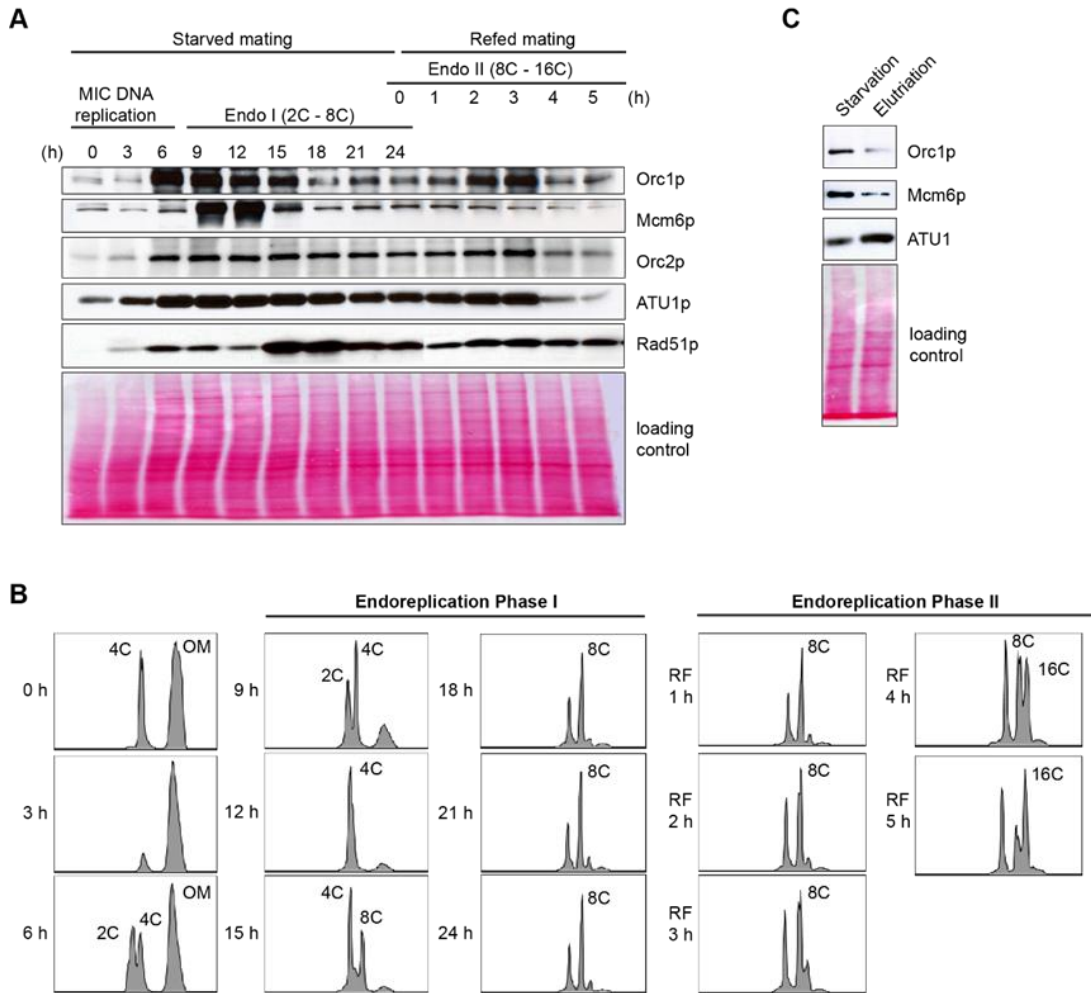 A
Starved mating
Refed mating
Endo II (8C - 16C)
MIC DNA
replication
0 1 2 3 4 5 (h)
Endo I (2C - 8C)
(h) 0 3 6 9 12 15 18 21 24
Orc1p
Mcm6p
Orc2p
ATU1p
Rad51p
loading
control
C
Starvation
Elutriation
Orc1p
Mcm6p
ATU1
loading
control
B
Endoreplication Phase I
Endoreplication Phase II
0 h
4C OM
9 h
2C 4C
18 h
8C
RF
1 h
8C
RF
4 h
8C 16C
3 h
12 h
4C
21 h
8C
RF
2 h
8C
RF
5 h
16C
6 h
2C 4C OM
15 h
4C 8C
24 h
8C
RF
3 h
8C